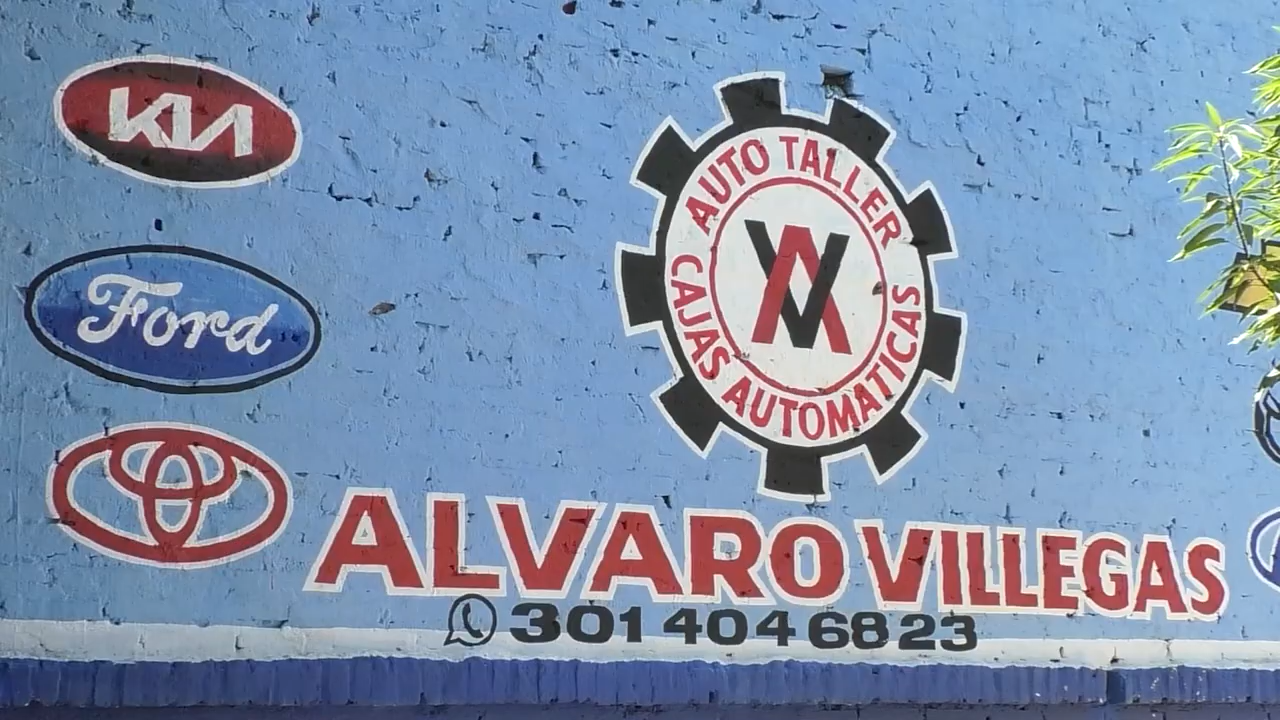 KIA
Ford
AUTO TALLER
AV
CAJAS AUTOMATICAS
ALVARO VILLEGAS
301 404 6823